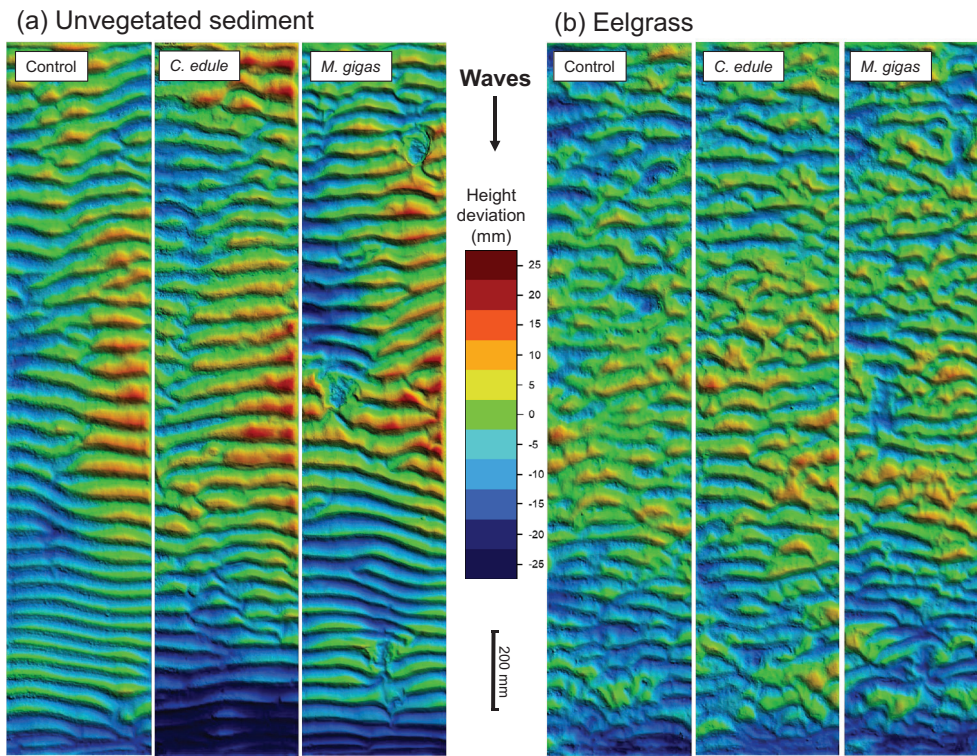 (a) Unvegetated sediment
(b) Eelgrass
Control
C. edule
M. gigas
Waves
Control
C. edule
M. gigas
Height
deviation
(mm)
25
20
15
10
5
0
-5
-10
-15
-20
-25
200 mm